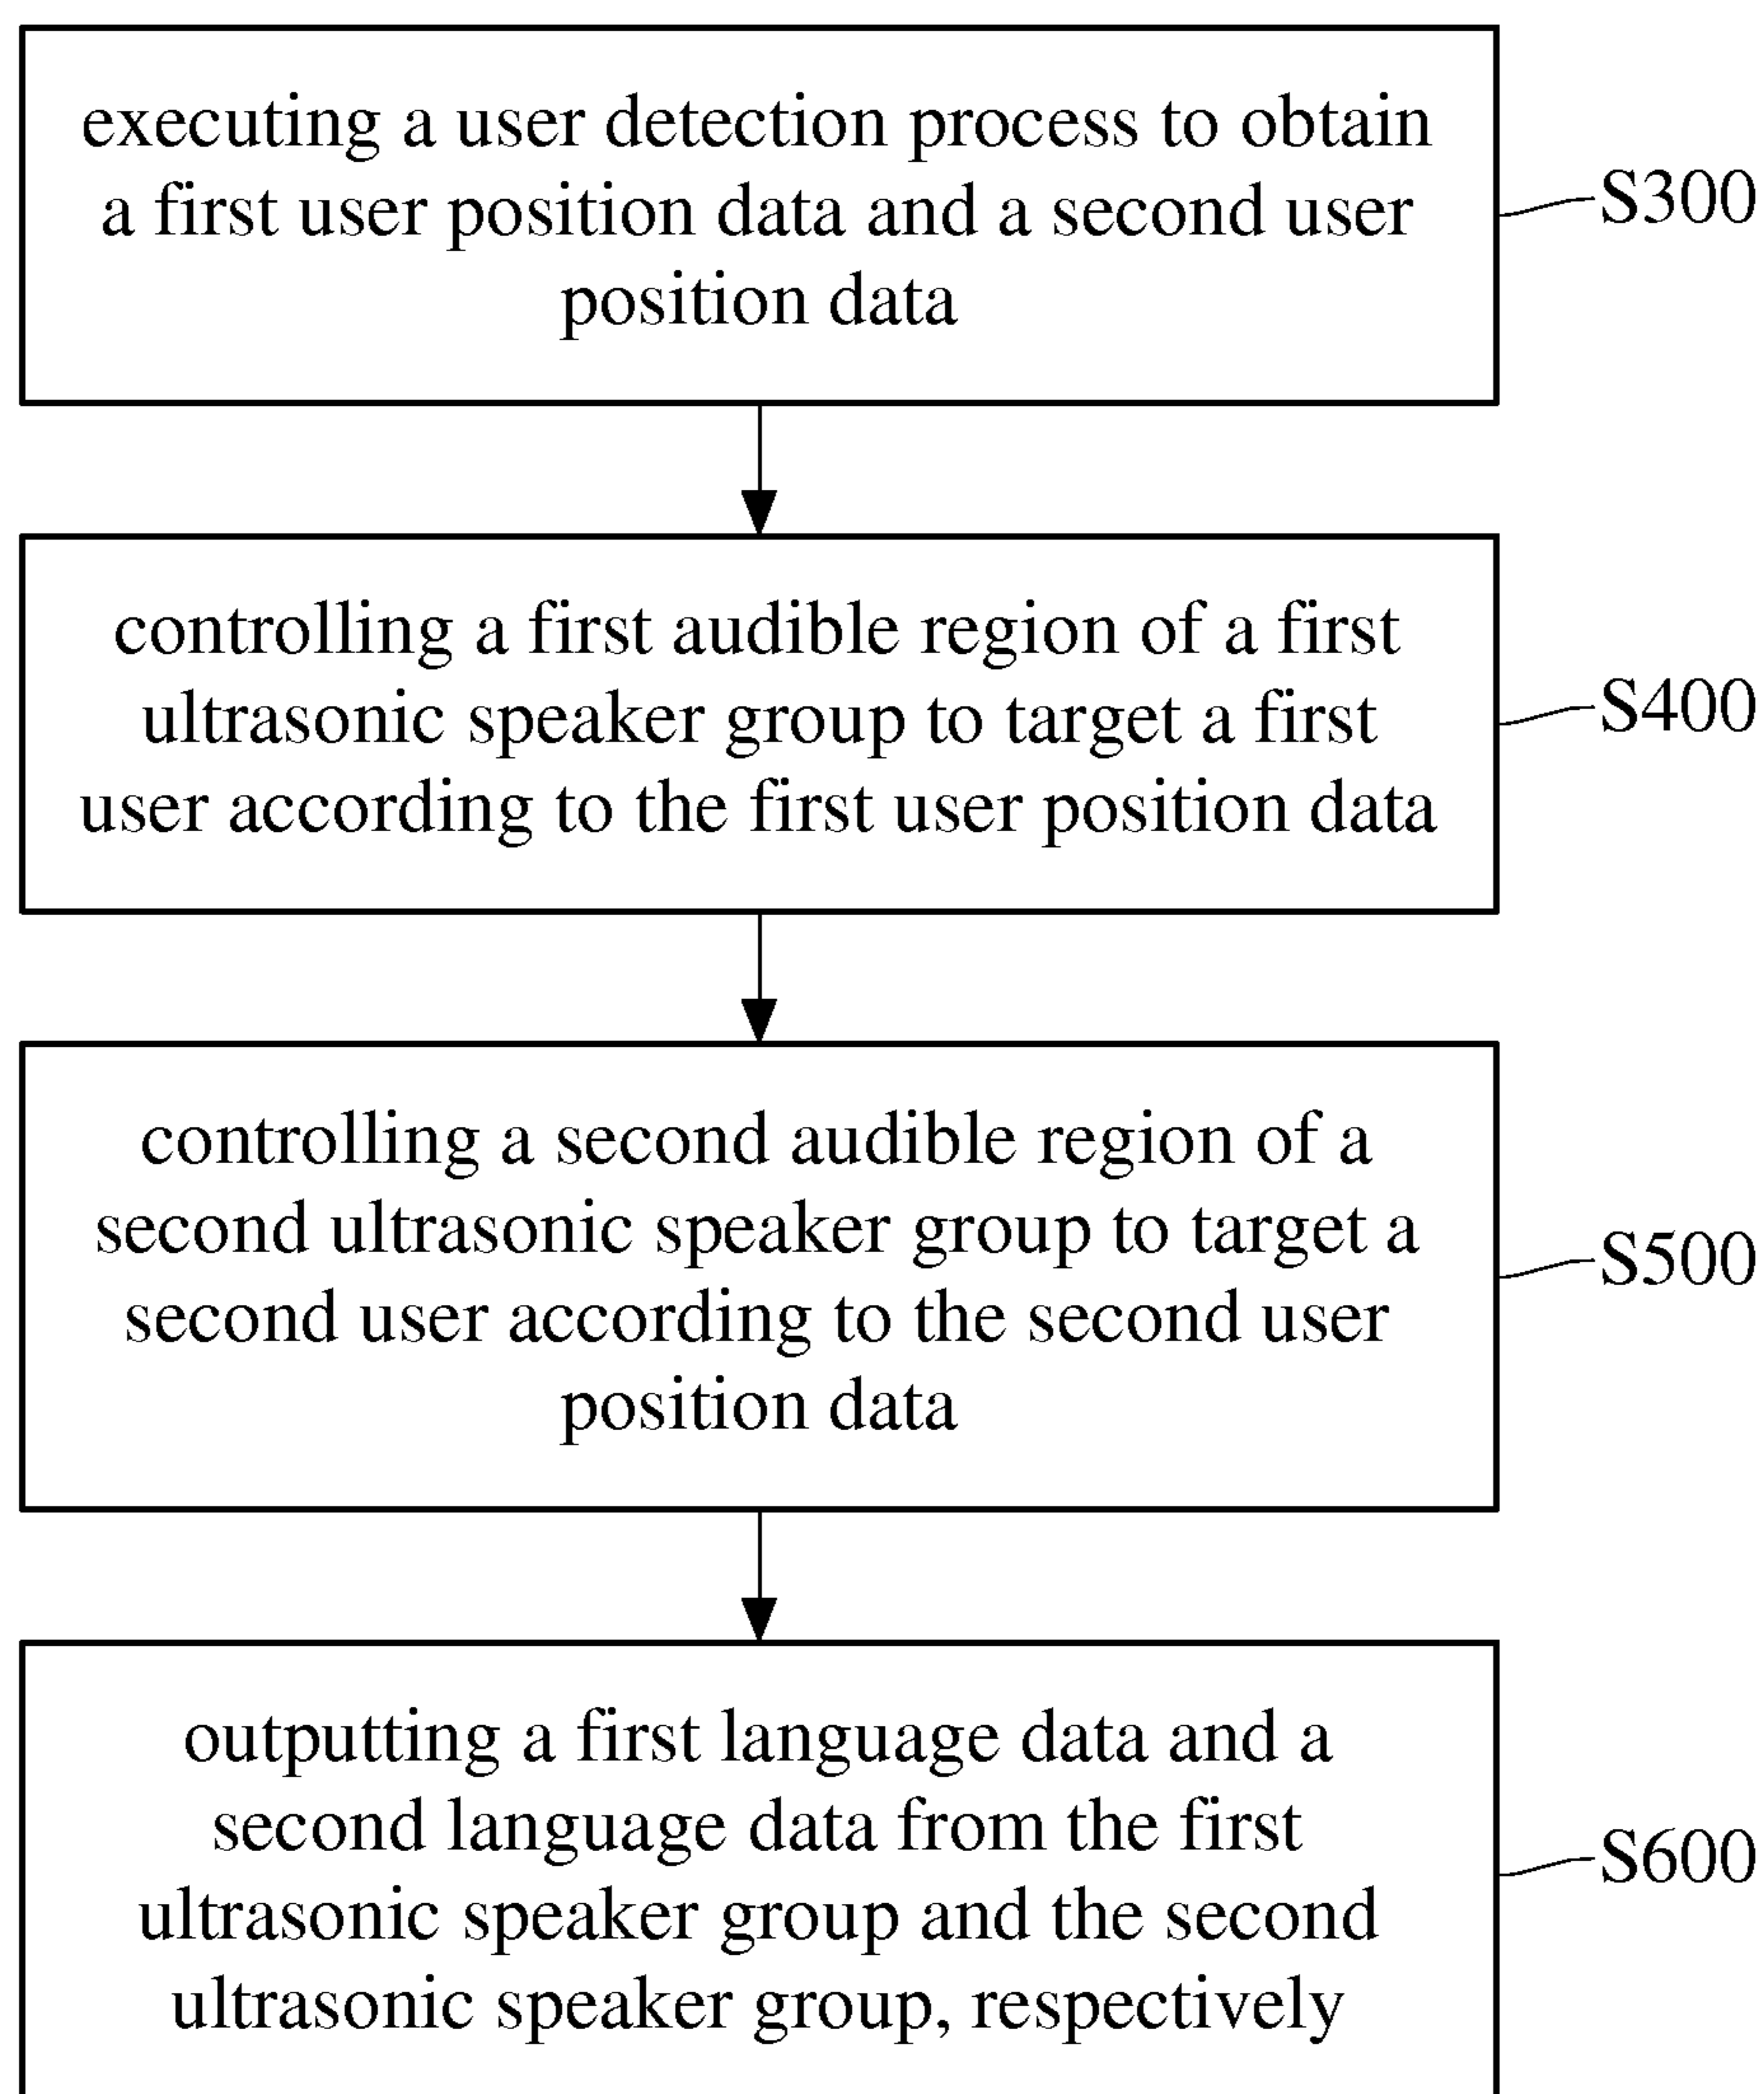 executing a user detection process to obtain
a first user position data and a second user
position data
S300
controlling a first audible region of a first
ultrasonic speaker group to target a first
user according to the first user position data
S400
controlling a second audible region of a
second ultrasonic speaker group to target a
second user according to the second user
position data
S500
outputting a first language data and a
second language data from the first
ultrasonic speaker group and the second
ultrasonic speaker group, respectively
S600